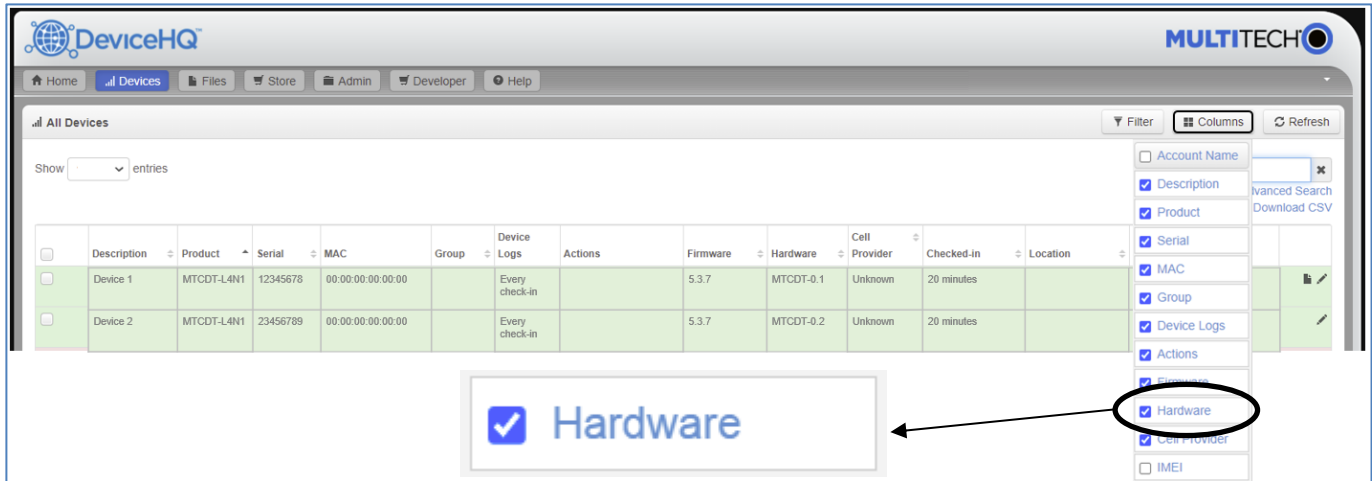 DeviceHQ
MULTITECH
Home Devices Files Store Admin Developer Help
All Devices Filter Columns Refresh
Show entries
Account Name
Description
Product
Serial
MAC
Group
Device Logs
Actions
Firmware
Hardware
Cell Provider
IMEI
vanced Search
Download CSV
Description Product Serial MAC Group Device Logs Actions Firmware Hardware Cell Provider Checked-in Location
Device 1 MTCDT-L4N1 12345678 00:00:00:00:00:00 Every check-in 5.3.7 MTCDT-0.1 Unknown 20 minutes
Device 2 MTCDT-L4N1 23456789 00:00:00:00:00:00 Every check-in 5.3.7 MTCDT-0.2 Unknown 20 minutes
Hardware